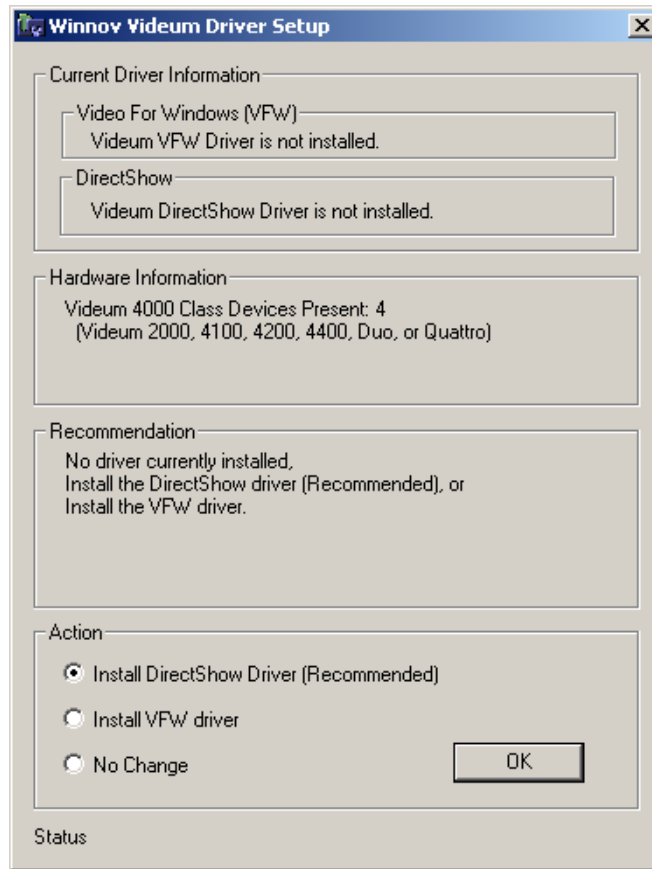 Winnov Videum Driver Setup
Current Driver Information
Video For Windows (VFW)
Videum VFW Driver is not installed.
DirectShow
Videum DirectShow Driver is not installed.
Hardware Information
Videum 4000 Class Devices Present: 4
(Videum 2000, 4100, 4200, 4400, Duo, or Quattro)
Recommendation
No driver currently installed,
Install the DirectShow driver (Recommended), or
Install the VFW driver.
Action
Install DirectShow Driver (Recommended)
Install VFW driver
No Change
OK
Status